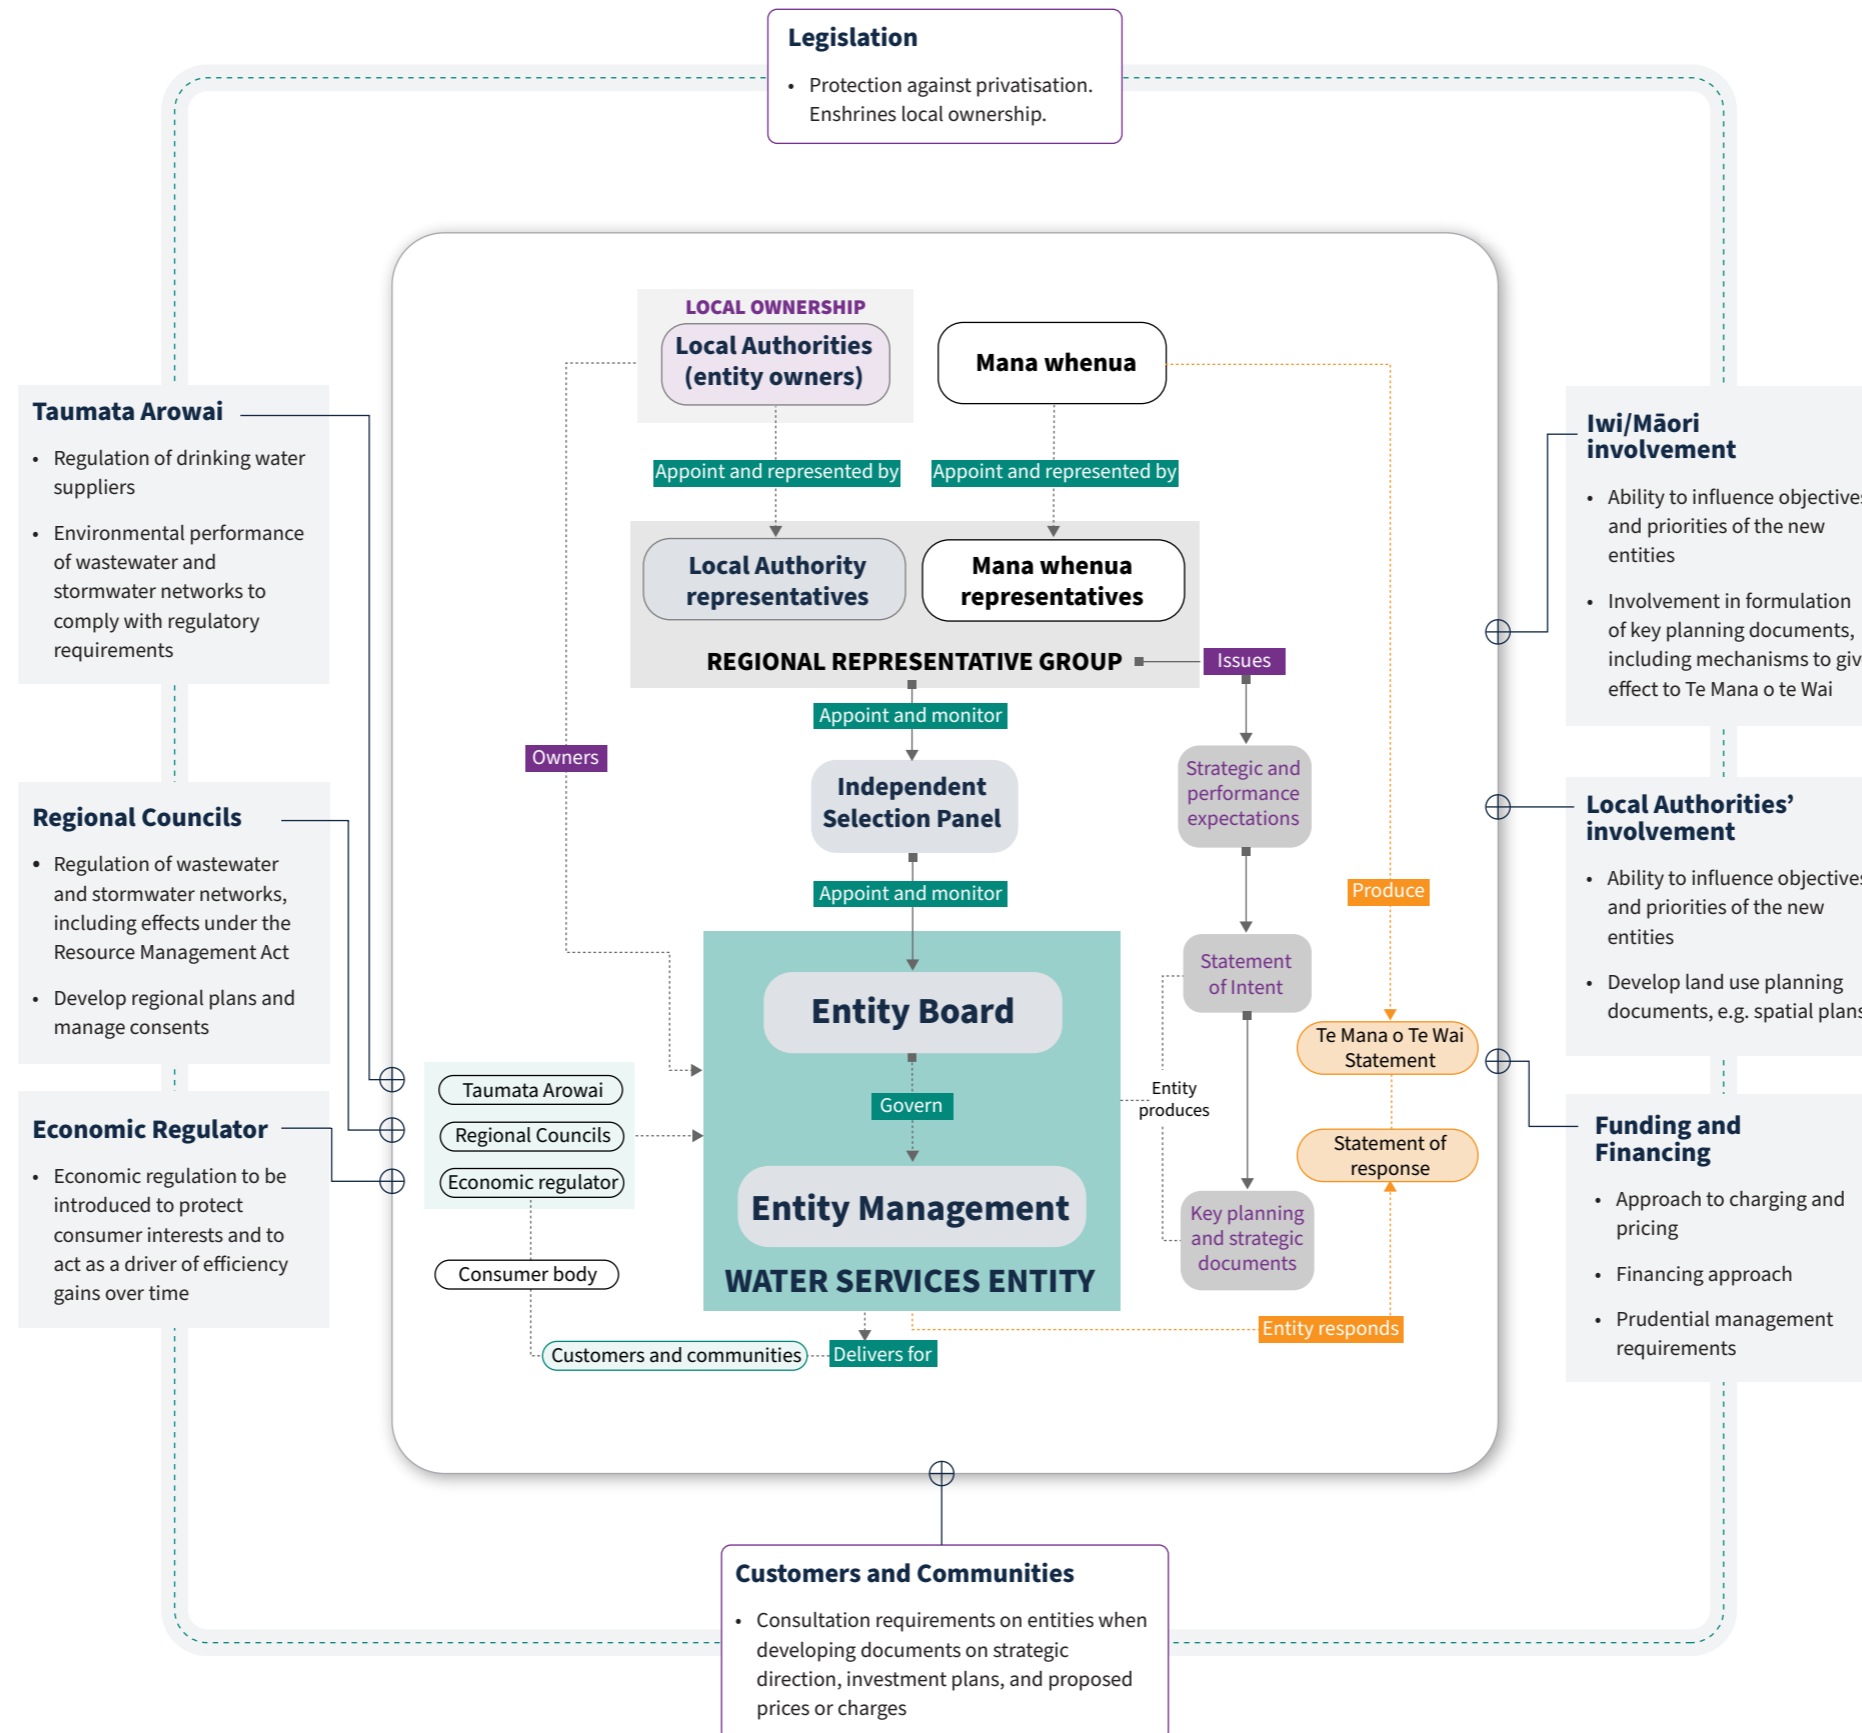 Legislation
• Protection against privatisation.
Enshrines local ownership.
LOCAL OWNERSHIP
Local Authorities
(entity owners)
Mana whenua
Appoint and represented by
Appoint and represented by
Local Authority
representatives
Mana whenua
representatives
REGIONAL REPRESENTATIVE GROUP
Issues
Appoint and monitor
Owners
Independent
Selection Panel
Strategic and
performance
expectations
Appoint and monitor
Produce
Entity Board
Statement
of Intent
Te Mana o Te Wai
Statement
Govern
Entity
produces
Statement of
response
Entity Management
Key planning
and strategic
documents
WATER SERVICES ENTITY
Taumata Arowai
Regional Councils
Economic regulator
Consumer body
Customers and communities
Delivers for
Entity responds
Taumata Arowai
• Regulation of drinking water
suppliers
• Environmental performance
of wastewater and
stormwater networks to
comply with regulatory
requirements
Regional Councils
• Regulation of wastewater
and stormwater networks,
including effects under the
Resource Management Act
• Develop regional plans and
manage consents
Economic Regulator
• Economic regulation to be
introduced to protect
consumer interests and to
act as a driver of efficiency
gains over time
Iwi/Māori
involvement
• Ability to influence objectives
and priorities of the new
entities
• Involvement in formulation
of key planning documents,
including mechanisms to giv
effect to Te Mana o te Wai
Local Authorities’
involvement
• Ability to influence objectives
and priorities of the new
entities
• Develop land use planning
documents, e.g. spatial plans
Funding and
Financing
• Approach to charging and
pricing
• Financing approach
• Prudential management
requirements
Customers and Communities
• Consultation requirements on entities when
developing documents on strategic
direction, investment plans, and proposed
prices or charges